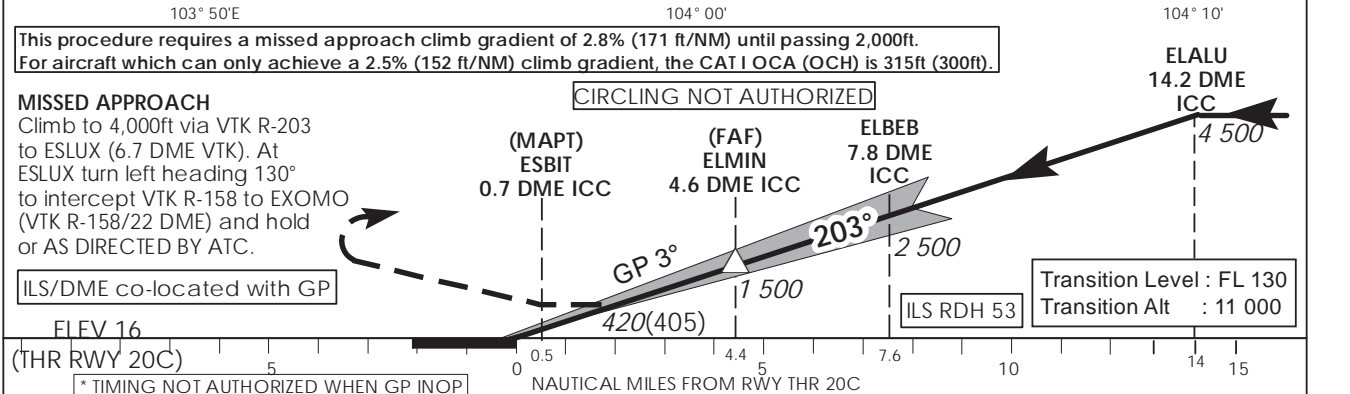 103° 50'E
104° 00'
104° 10'
This procedure requires a missed approach climb gradient of 2.8% (171 ft/NM) until passing 2,000ft.
For aircraft which can only achieve a 2.5% (152 ft/NM) climb gradient, the CAT I OCA (OCH) is 315ft (300ft).
CIRCLING NOT AUTHORIZED
MISSED APPROACH
Climb to 4,000ft via VTK R-203
to ESLUX (6.7 DME VTK). At
ESLUX turn left heading 130°
to intercept VTK R-158 to EXOMO
(VTK R-158/22 DME) and hold
or AS DIRECTED BY ATC.
ILS/DME co-located with GP
(MAPT)
ESBIT
0.7 DME ICC
(FAF)
ELMIN
4.6 DME ICC
ELBEB
7.8 DME
ICC
ELALU
14.2 DME
ICC
4 500
GP 3°
203°
2 500
1 500
420(405)
ILS RDH 53
Transition Level : FL 130
Transition Alt : 11 000
ELEV 16
(THR RWY 20C)
5
0
0.5
4.4
5
7.6
10
14
15
* TIMING NOT AUTHORIZED WHEN GP INOP
NAUTICAL MILES FROM RWY THR 20C